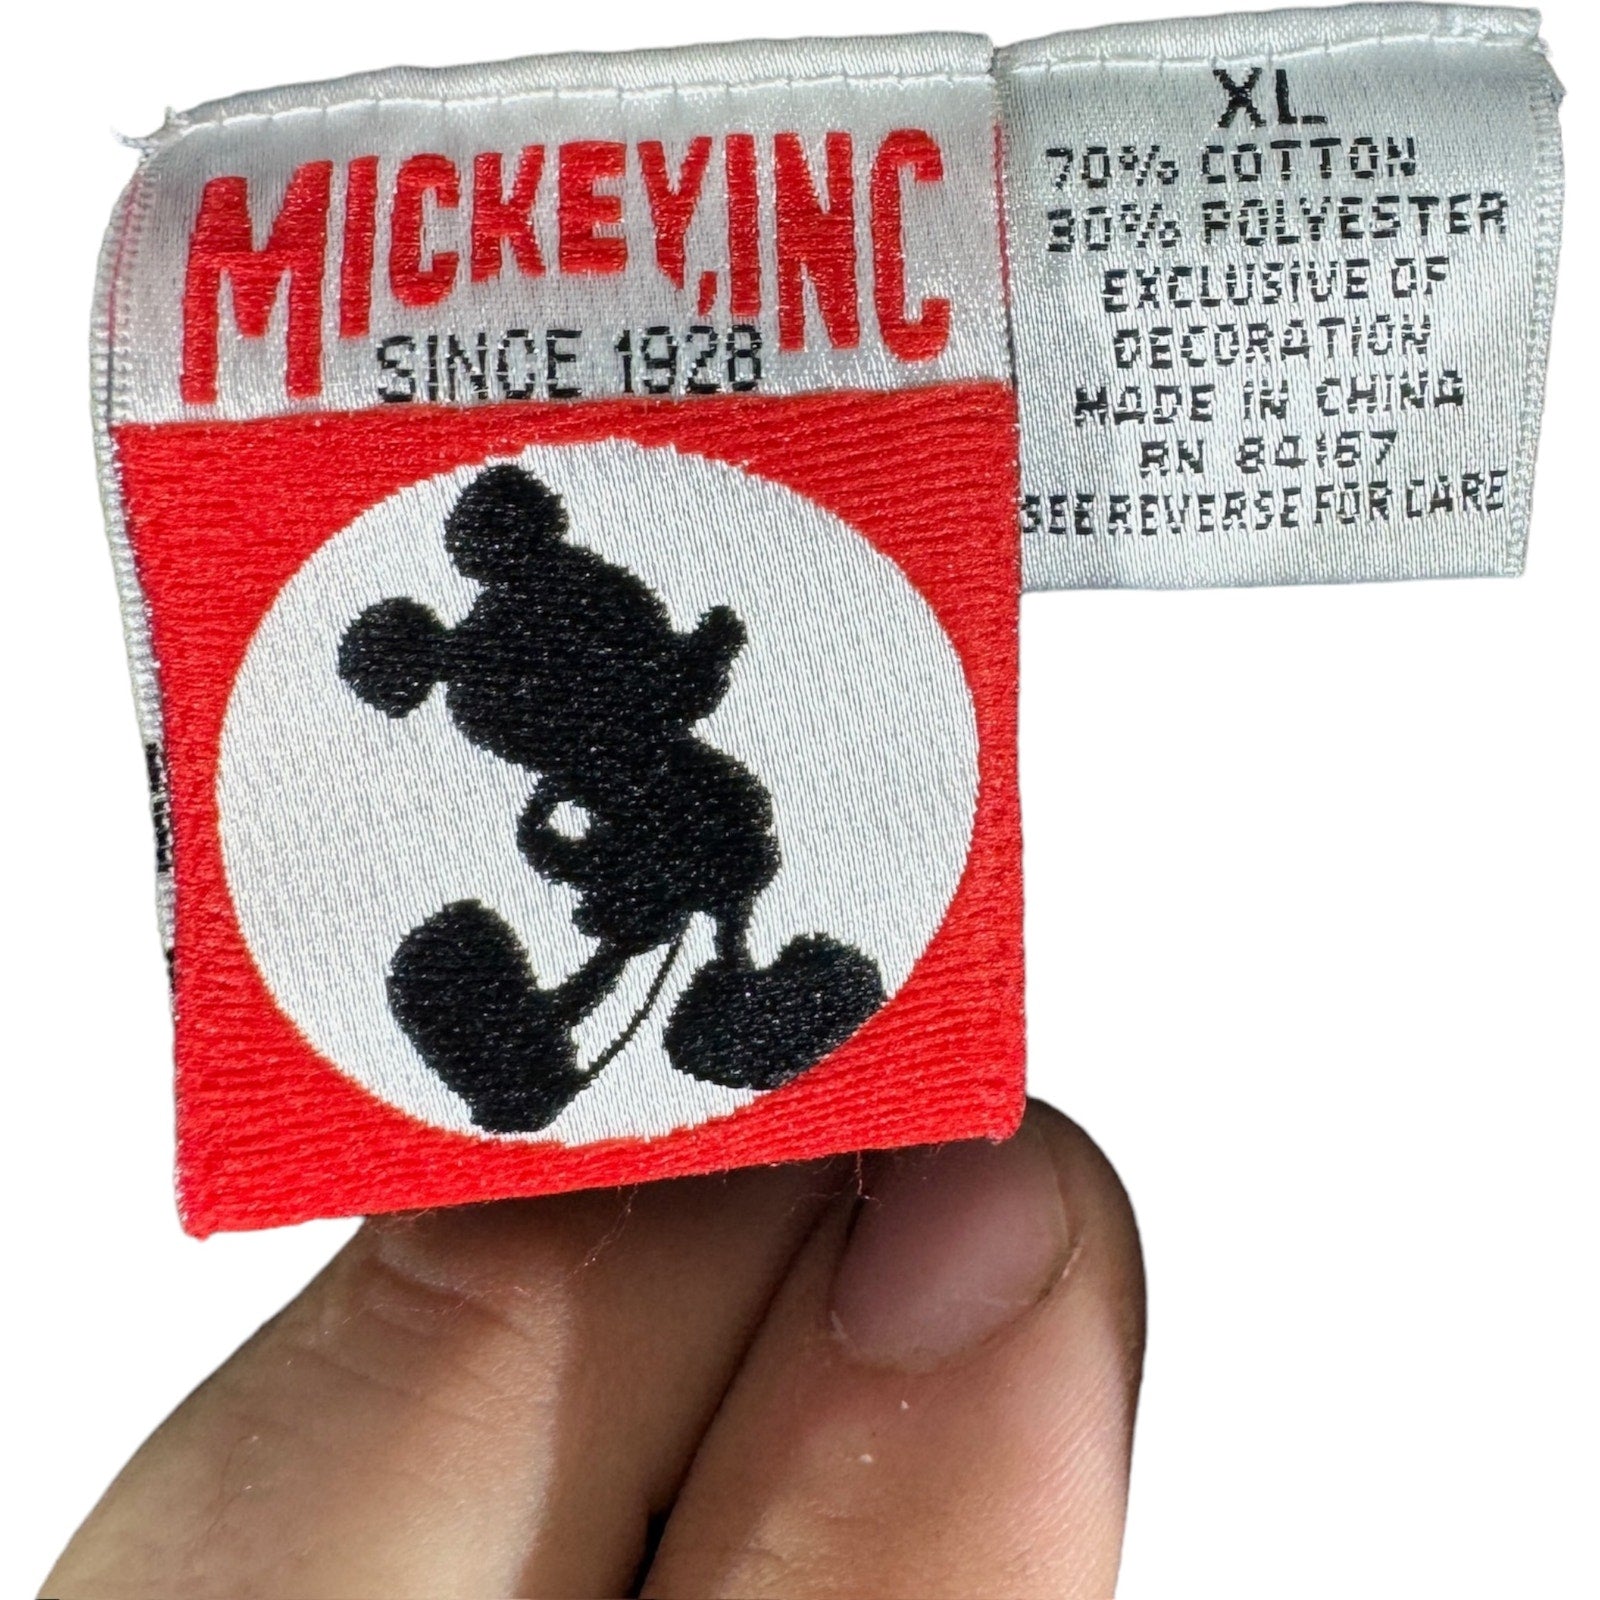 MICKEY, INC
SINCE 1928
XL
70% COTTON
30% POLYESTER
EXCLUSIVE OF
DECORATION
MADE IN CHINA
RN 84167
SEE REVERSE FOR CARE